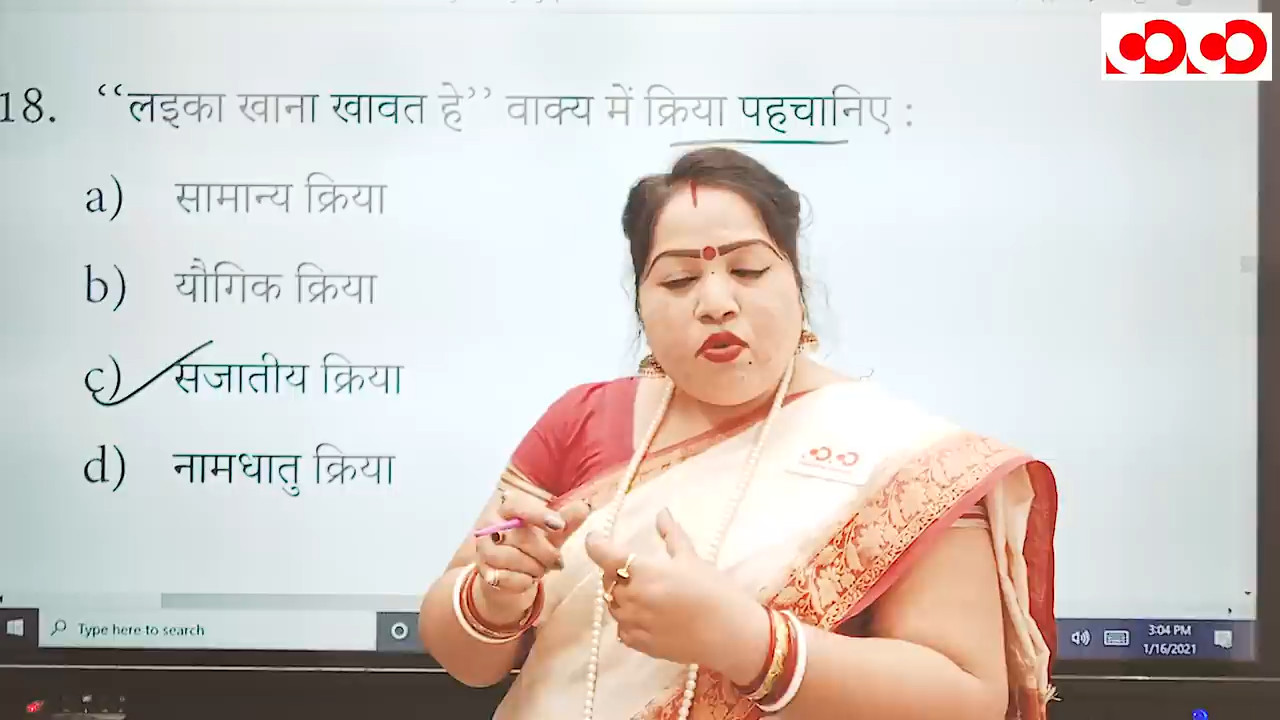 18. “लइका खाना खावत हे” वाक्य में क्रिया पहचानिए :
a) सामान्य क्रिया
b) यौगिक क्रिया
c) सजातीय क्रिया
d) नामधातु क्रिया
Type here to search
3:04 PM
1/16/2021